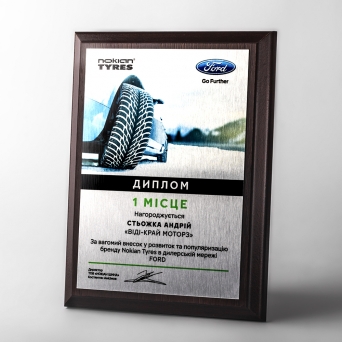 nokian
TYRES
Ford
Go Further
ДИПЛОМ
1 МІСЦЕ
Нагороджується
СТЬОЖКА АНДРІЙ
«ВІДІ-КРАЙ МОТОРЗ»
За вагомий внесок у розвиток та популяризацію
бренду Nokian Tyres в дилерській мережі
FORD
Директор